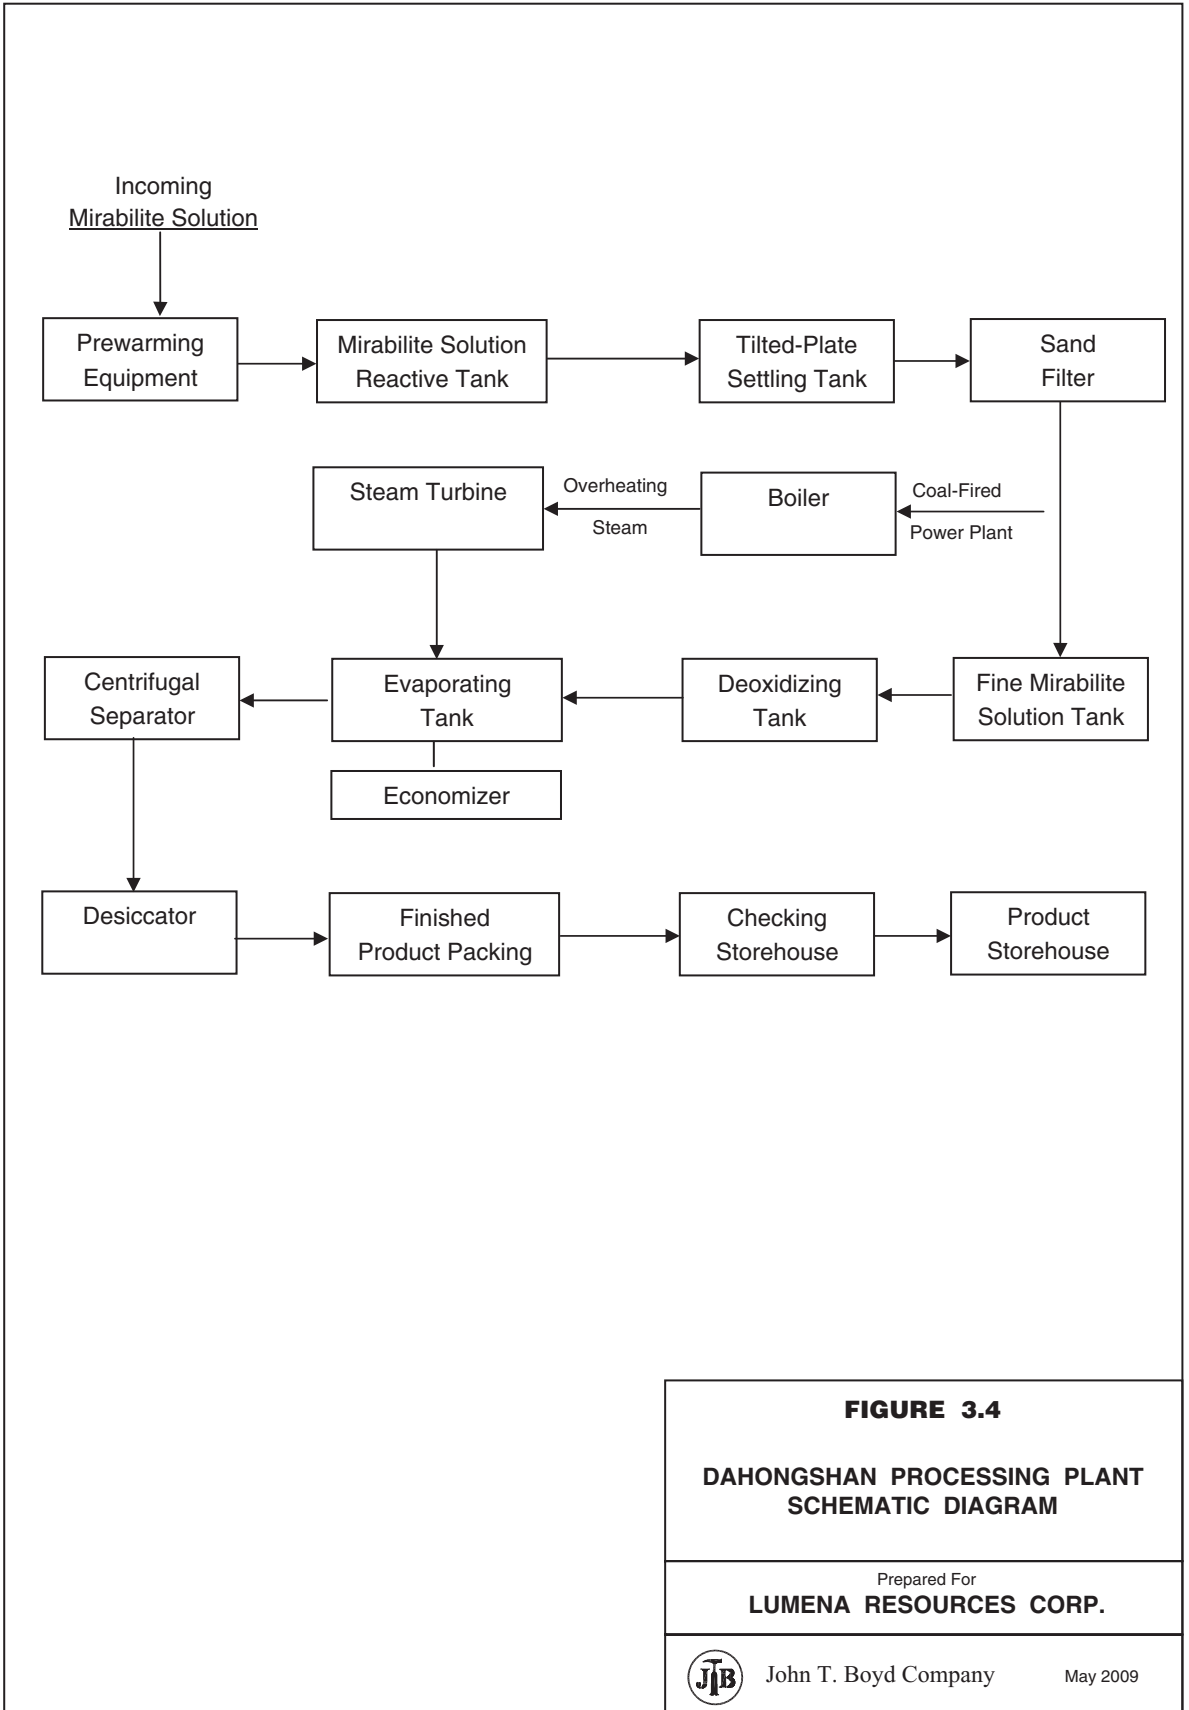 Incoming
Mirabilite Solution
Prewarming
Equipment
Mirabilite Solution
Reactive Tank
Tilted-Plate
Settling Tank
Sand
Filter
Steam Turbine
Overheating
Steam
Boiler
Coal-Fired
Power Plant
Centrifugal
Separator
Evaporating
Tank
Deoxidizing
Tank
Fine Mirabilite
Solution Tank
Economizer
Desiccator
Finished
Product Packing
Checking
Storehouse
Product
Storehouse
FIGURE 3.4
DAHONGSHAN PROCESSING PLANT
SCHEMATIC DIAGRAM
Prepared For
LUMENA RESOURCES CORP.
JTB
John T. Boyd Company
May 2009